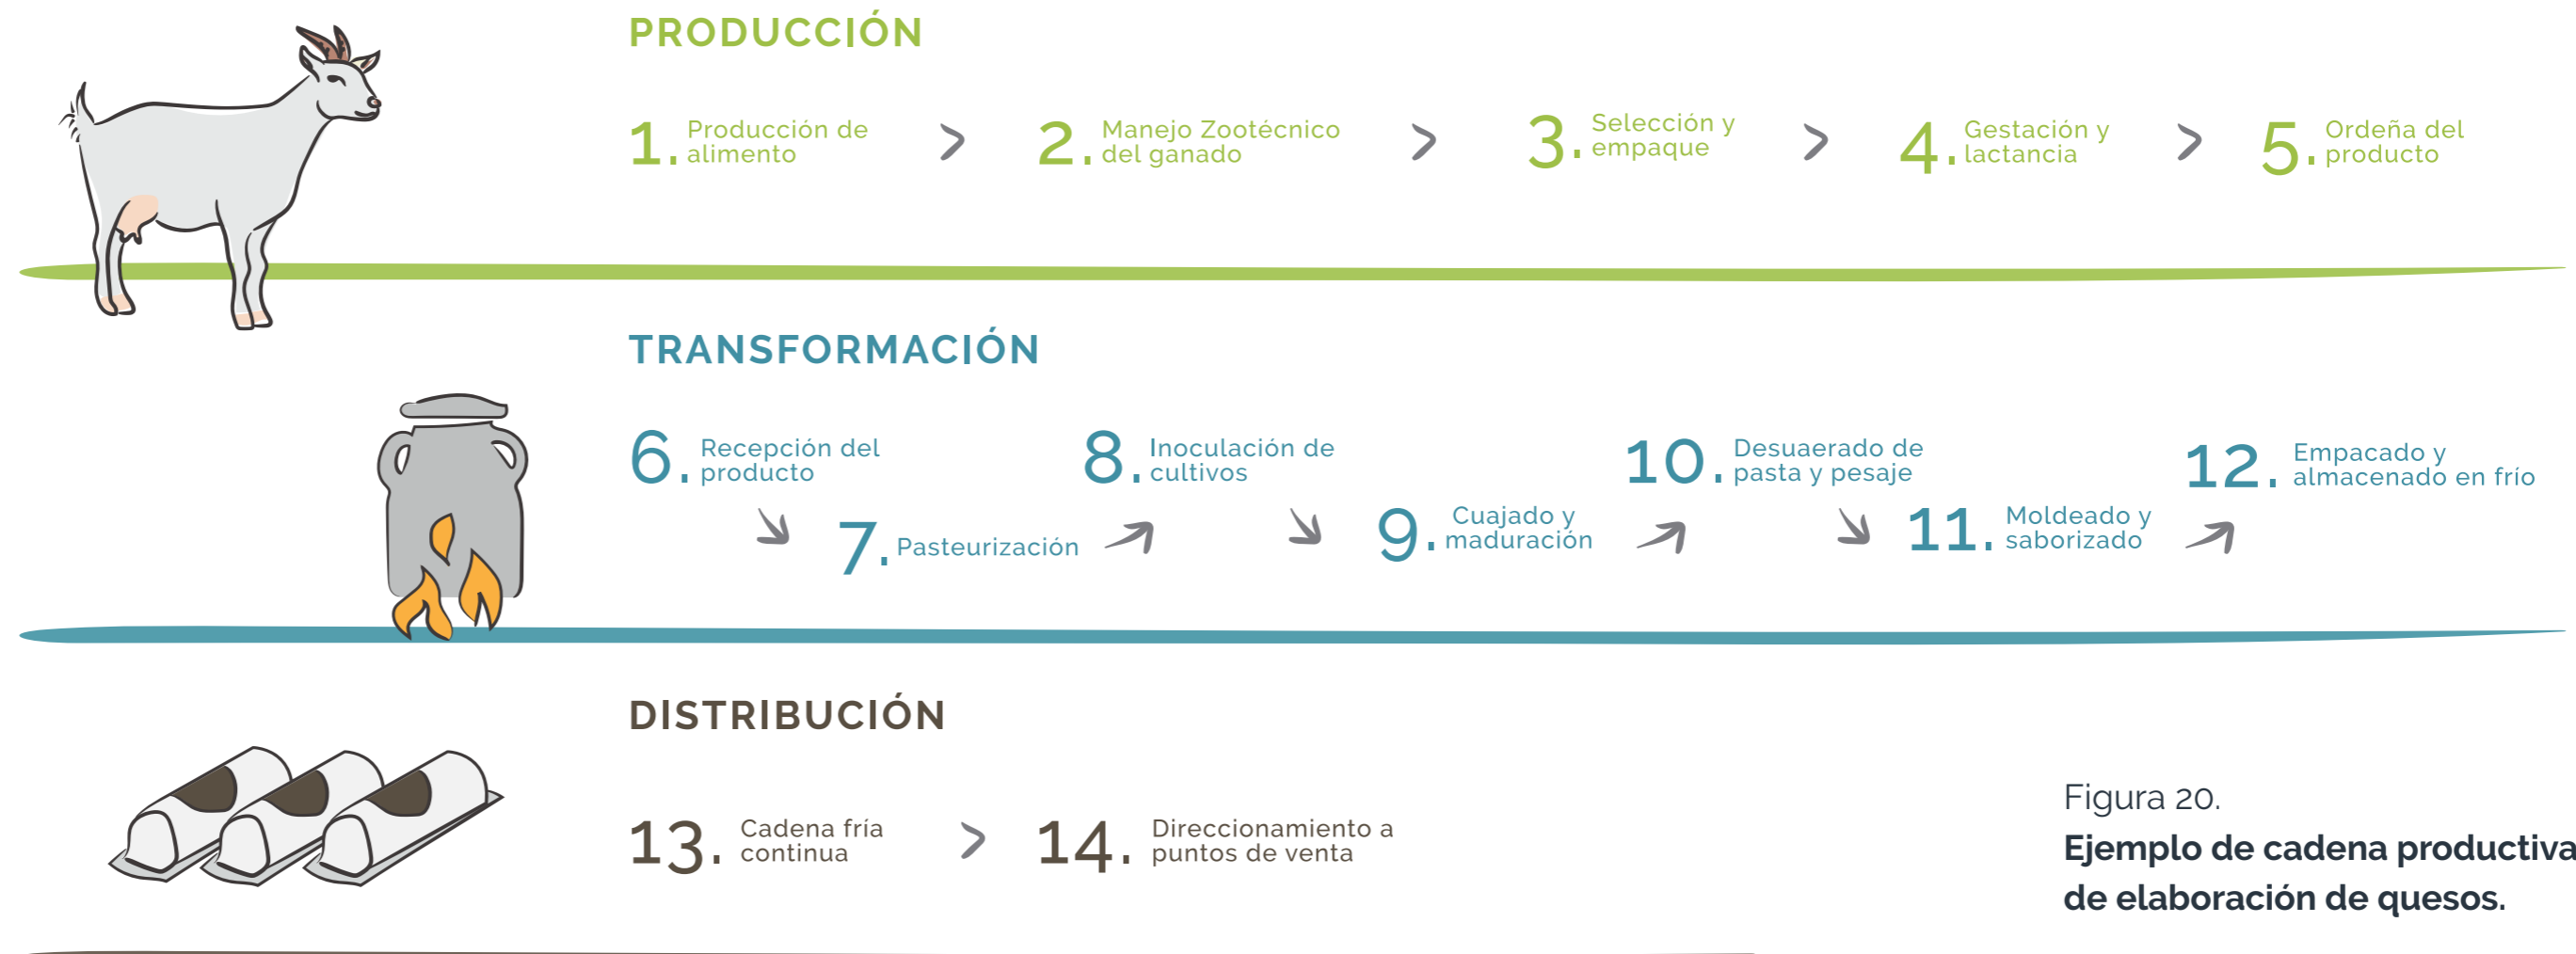 PRODUCCIÓN
1. Producción de
alimento
>
2. Manejo Zootécnico
del ganado
>
3. Selección y
empaque
>
4. Gestación y
lactancia
>
5. Ordeña del
producto
TRANSFORMACIÓN
6. Recepción del
producto
7. Pasteurización
8. Inoculación de
cultivos
9. Cuajado y
maduración
10. Desuaerado de
pasta y pesaje
11. Moldeado y
saborizado
12. Empacado y
almacenado en frío
DISTRIBUCIÓN
13. Cadena fría
continua
>
14. Direccionamiento a
puntos de venta
Figura 20.
Ejemplo de cadena productiva
de elaboración de quesos.